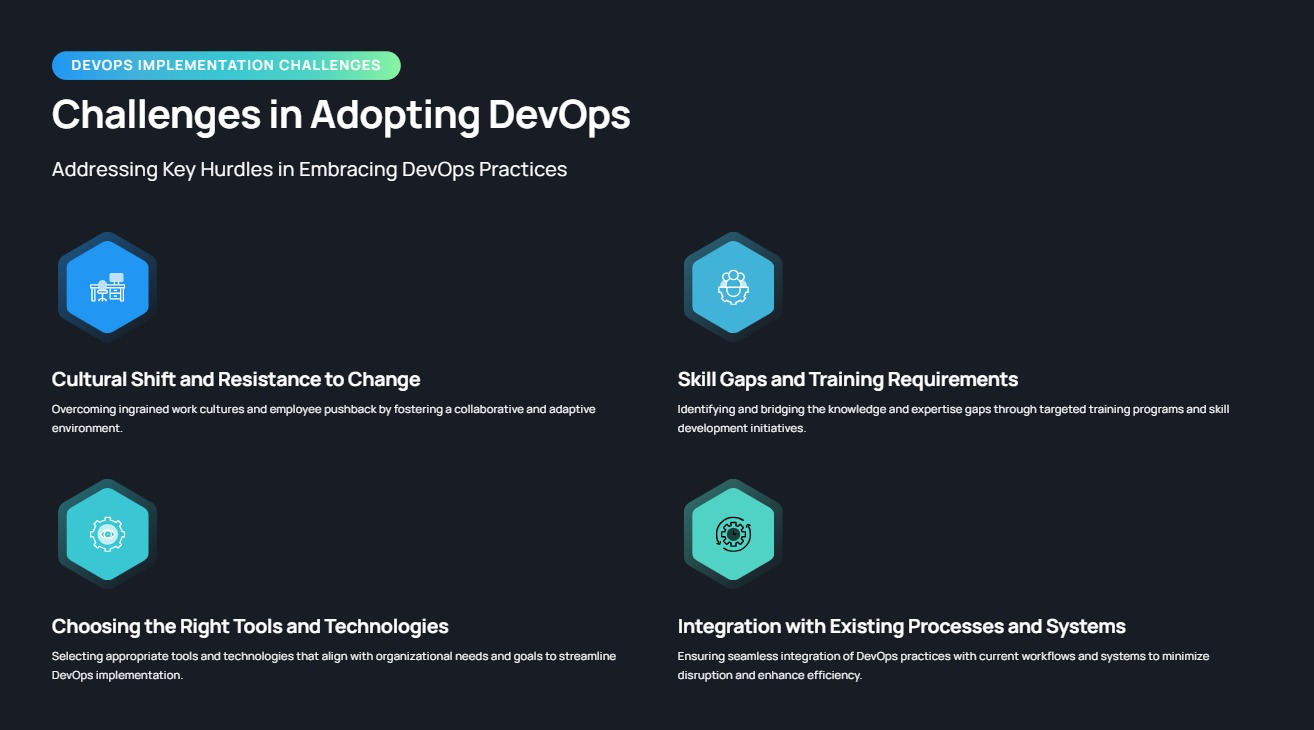 DEVOPS IMPLEMENTATION CHALLENGES
Challenges in Adopting DevOps
Addressing Key Hurdles in Embracing DevOps Practices
Cultural Shift and Resistance to Change
Overcoming ingrained work cultures and employee pushback by fostering a collaborative and adaptive
environment.
Skill Gaps and Training Requirements
Identifying and bridging the knowledge and expertise gaps through targeted training programs and skill
development initiatives.
Choosing the Right Tools and Technologies
Selecting appropriate tools and technologies that align with organizational needs and goals to streamline
DevOps implementation.
Integration with Existing Processes and Systems
Ensuring seamless integration of DevOps practices with current workflows and systems to minimize
disruption and enhance efficiency.